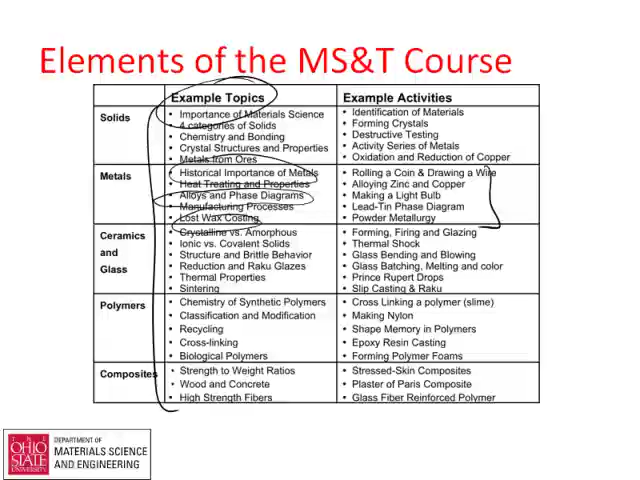 Elements of the MS&T Course
Example Topics
Example Activities
Solids
• Importance of Materials Science
• 4 categories of Solids
• Chemistry and Bonding
• Crystal Structures and Properties
• Metals from Ores
• Identification of Materials
• Forming Crystals
• Destructive Testing
• Activity Series of Metals
• Oxidation and Reduction of Copper
Metals
• Historical Importance of Metals
• Heat Treating and Properties
• Alloys and Phase Diagrams
• Manufacturing Processes
• Lost Wax Costing
• Rolling a Coin & Drawing a Wire
• Alloying Zinc and Copper
• Making a Light Bulb
• Lead-Tin Phase Diagram
• Powder Metallurgy
Ceramics
and
Glass
• Crystalline vs. Amorphous
• Ionic vs. Covalent Solids
• Structure and Brittle Behavior
• Reduction and Raku Glazes
• Thermal Properties
• Sintering
• Forming, Firing and Glazing
• Thermal Shock
• Glass Bending and Blowing
• Glass Batching, Melting and color
• Prince Rupert Drops
• Slip Casting & Raku
Polymers
• Chemistry of Synthetic Polymers
• Classification and Modification
• Recycling
• Cross-linking
• Biological Polymers
• Cross Linking a polymer (slime)
• Making Nylon
• Shape Memory in Polymers
• Epoxy Resin Casting
• Forming Polymer Foams
Composites
• Strength to Weight Ratios
• Wood and Concrete
• High Strength Fibers
• Stressed-Skin Composites
• Plaster of Paris Composite
• Glass Fiber Reinforced Polymer
THE
OHIO
STATE
UNIVERSITY
DEPARTMENT OF
MATERIALS SCIENCE
AND ENGINEERING